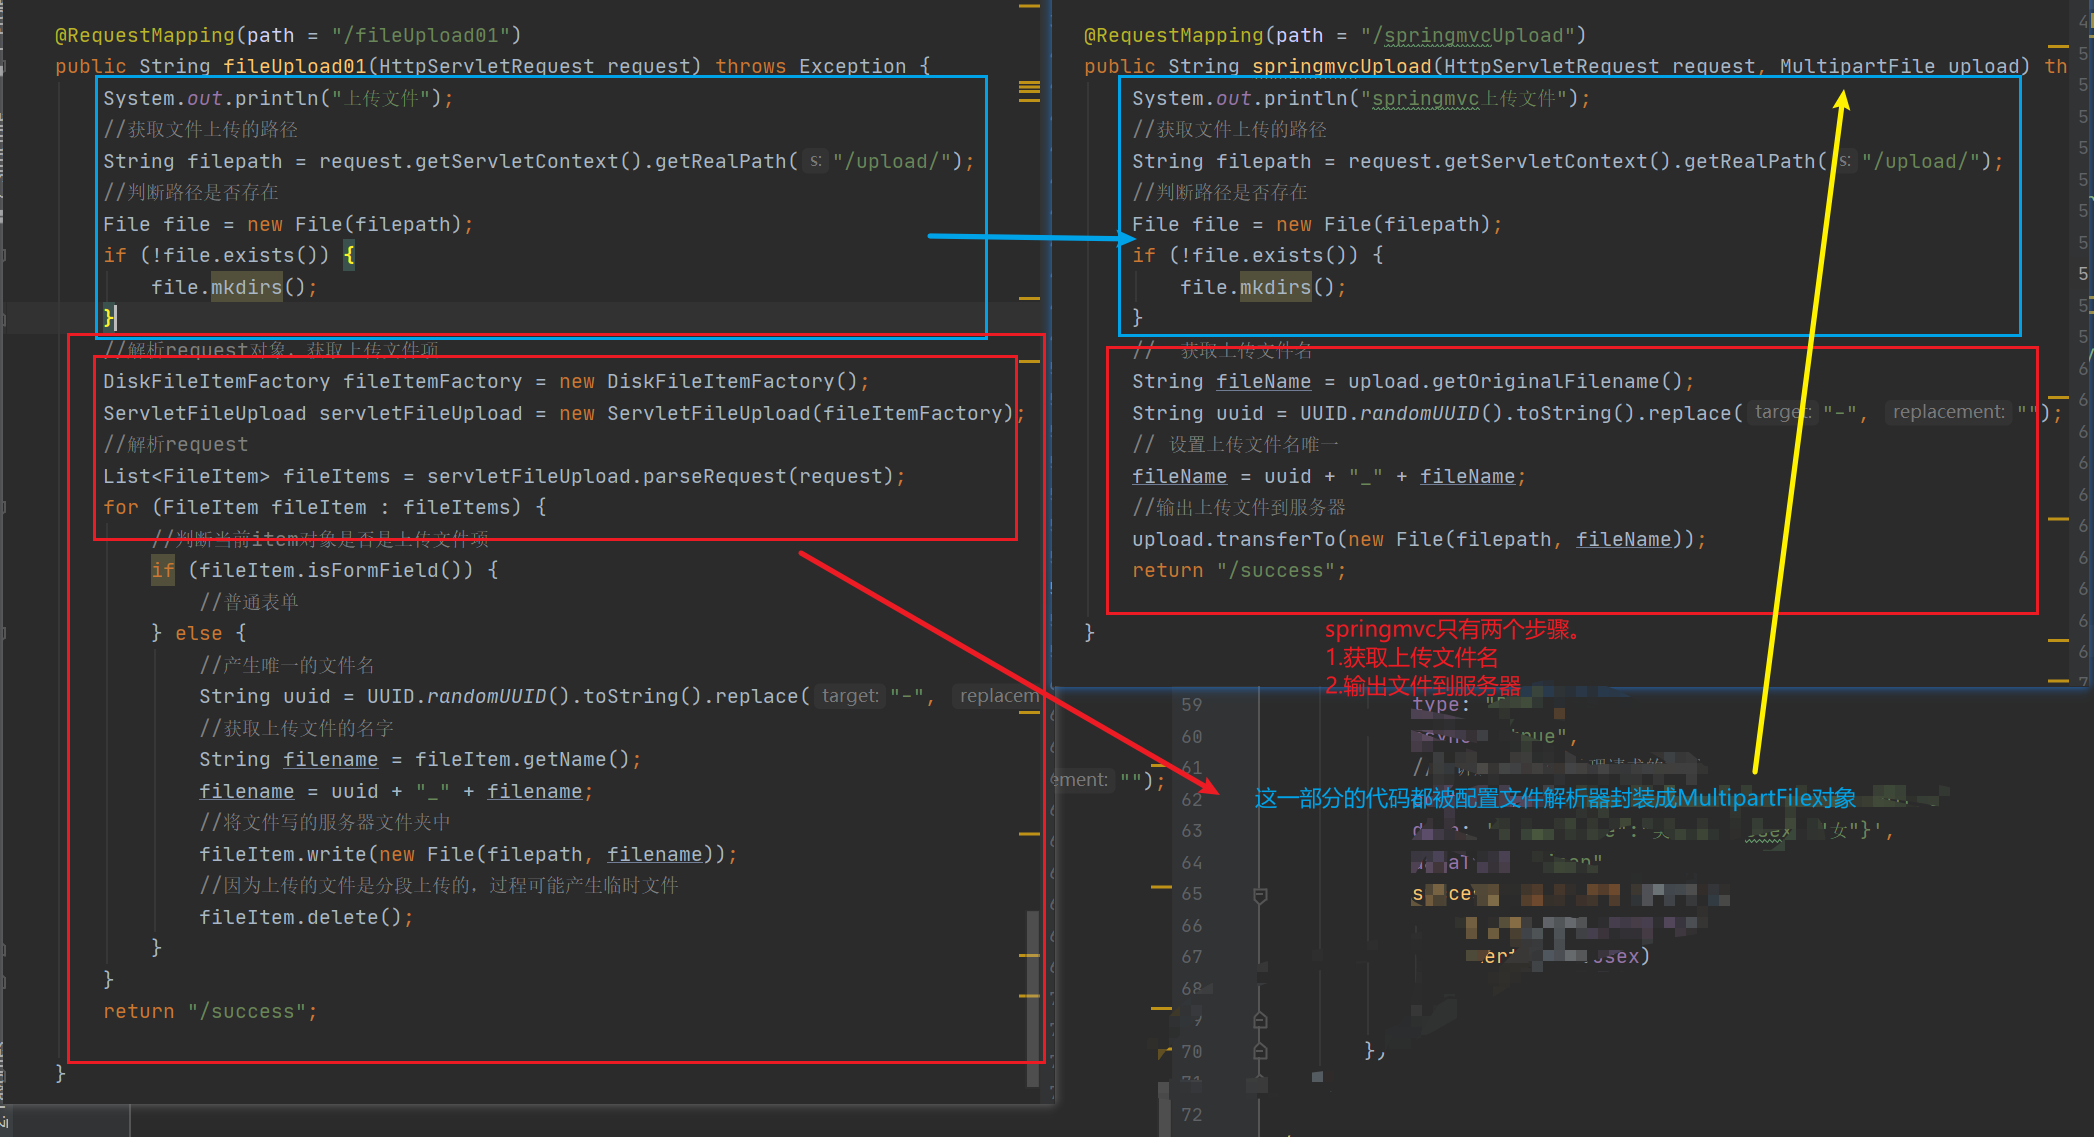 @RequestMapping(path = "/fileUpload01")
public String fileUpload01(HttpServletRequest request) throws Exception {
System.out.println("上传文件");
//获取文件上传的路径
String filepath = request.getServletContext().getRealPath( s: "/upload/");
//判断路径是否存在
File file = new File(filepath);
if (!file.exists()) {
file.mkdirs();
}
//解析request对象，获取上传文件项
DiskFileItemFactory fileItemFactory = new DiskFileItemFactory();
ServletFileUpload servletFileUpload = new ServletFileUpload(fileItemFactory);
//解析request
List<FileItem> fileItems = servletFileUpload.parseRequest(request);
for (FileItem fileItem : fileItems) {
//判断当前item对象是否是上传文件项
if (fileItem.isFormField()) {
//普通表单
} else {
//产生唯一的文件名
String uuid = UUID.randomUUID().toString().replace( target: "-", replacem
//获取上传文件的名字
String filename = fileItem.getName();
filename = uuid + "_" + filename;
//将文件写的服务器文件夹中
fileItem.write(new File(filepath, filename));
//因为上传的文件是分段上传的，过程可能产生临时文件
fileItem.delete();
}
}
return "/success";
}
@RequestMapping(path = "/springmvcUpload")
public String springmvcUpload(HttpServletRequest request, MultipartFile upload) th
System.out.println("springmvc上传文件");
//获取文件上传的路径
String filepath = request.getServletContext().getRealPath( s: "/upload/");
//判断路径是否存在
File file = new File(filepath);
if (!file.exists()) {
file.mkdirs();
}
// 获取上传文件名
String fileName = upload.getOriginalFilename();
String uuid = UUID.randomUUID().toString().replace( target: "-", replacement: "");
// 设置上传文件名唯一
fileName = uuid + "_" + fileName;
//输出上传文件到服务器
upload.transferTo(new File(filepath, fileName));
return "/success";
}
springmvc只有两个步骤。
1.获取上传文件名
2.输出文件到服务器
ement: "");
这一部分的代码都被配置文件解析器封装成MultipartFile对象
59
type:
60
61
62
63
女"}',
64
65
66
67
sex)
68
70
},
71
72